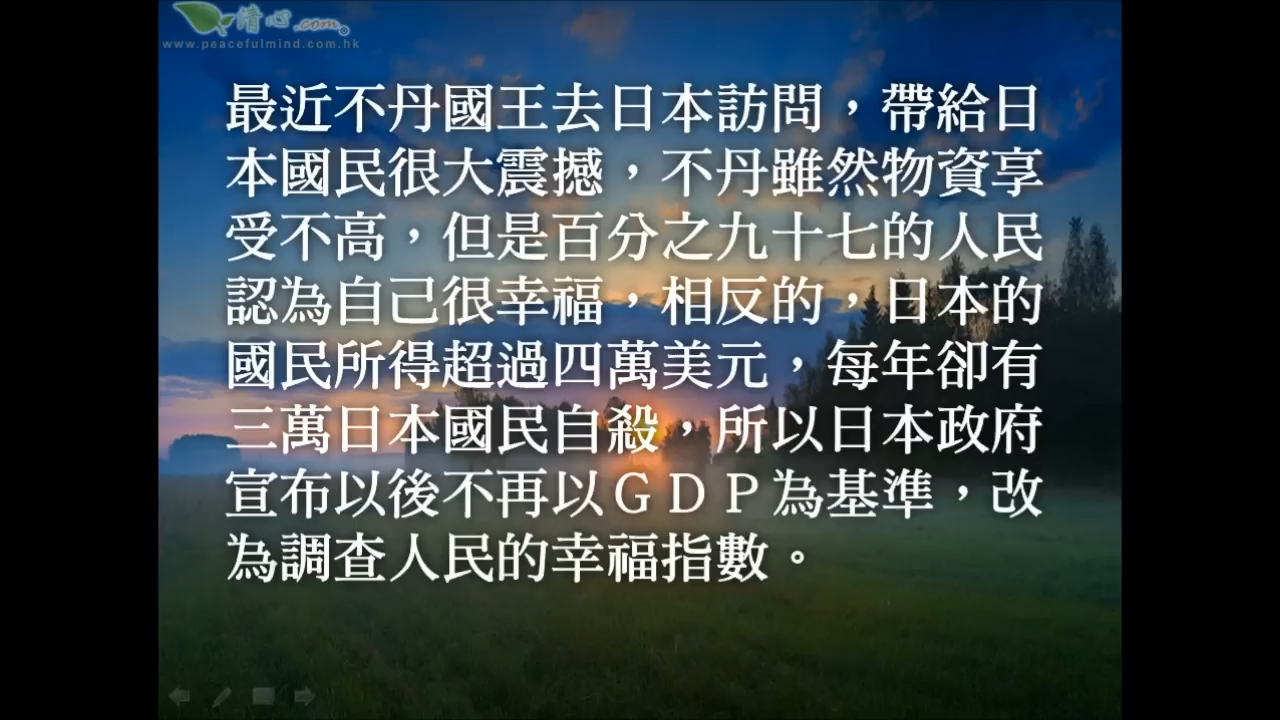 清心.com
www.peacefulmind.com.hk
最近不丹國王去日本訪問，帶給日
本國民很大震撼，不丹雖然物資享
受不高，但是百分之九十七的人民
認為自己很幸福，相反的，日本的
國民所得超過四萬美元，每年卻有
三萬日本國民自殺，所以日本政府
宣布以後不再以ＧＤＰ為基準，改
為調查人民的幸福指數。